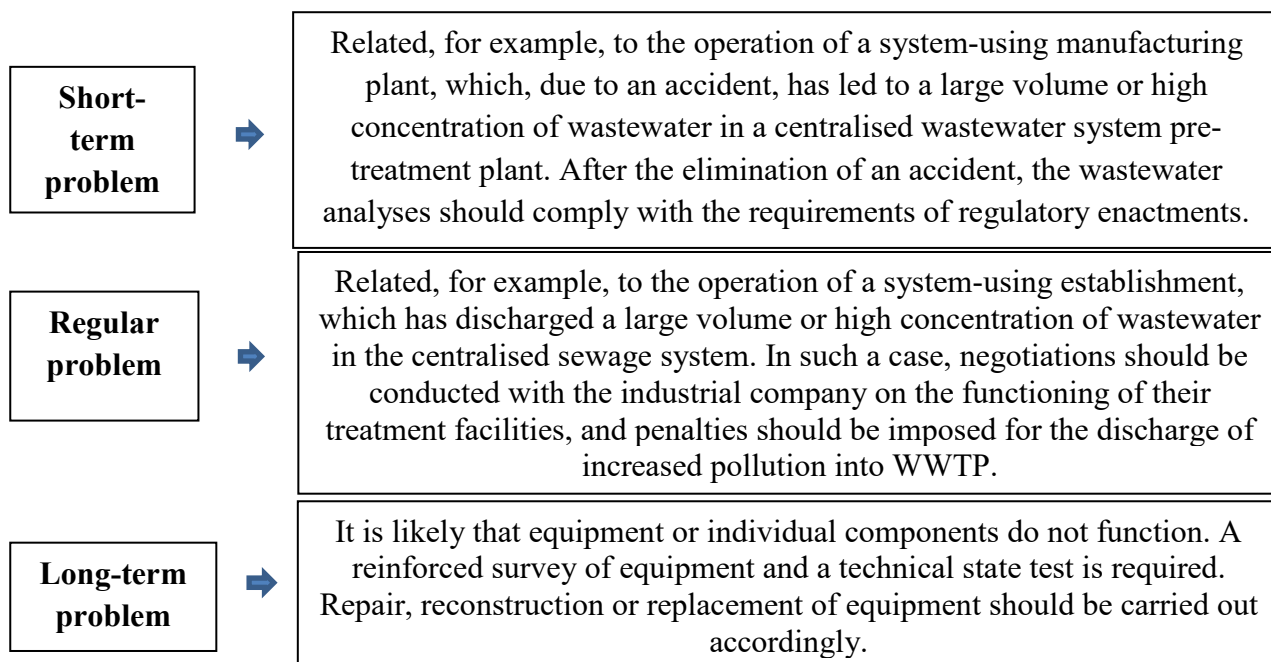 Short-
term
problem
Related, for example, to the operation of a system-using manufacturing
plant, which, due to an accident, has led to a large volume or high
concentration of wastewater in a centralised wastewater system pre-
treatment plant. After the elimination of an accident, the wastewater
analyses should comply with the requirements of regulatory enactments.
Regular
problem
Related, for example, to the operation of a system-using establishment,
which has discharged a large volume or high concentration of wastewater
in the centralised sewage system. In such a case, negotiations should be
conducted with the industrial company on the functioning of their
treatment facilities, and penalties should be imposed for the discharge of
increased pollution into WWTP.
Long-term
problem
It is likely that equipment or individual components do not function. A
reinforced survey of equipment and a technical state test is required.
Repair, reconstruction or replacement of equipment should be carried out
accordingly.